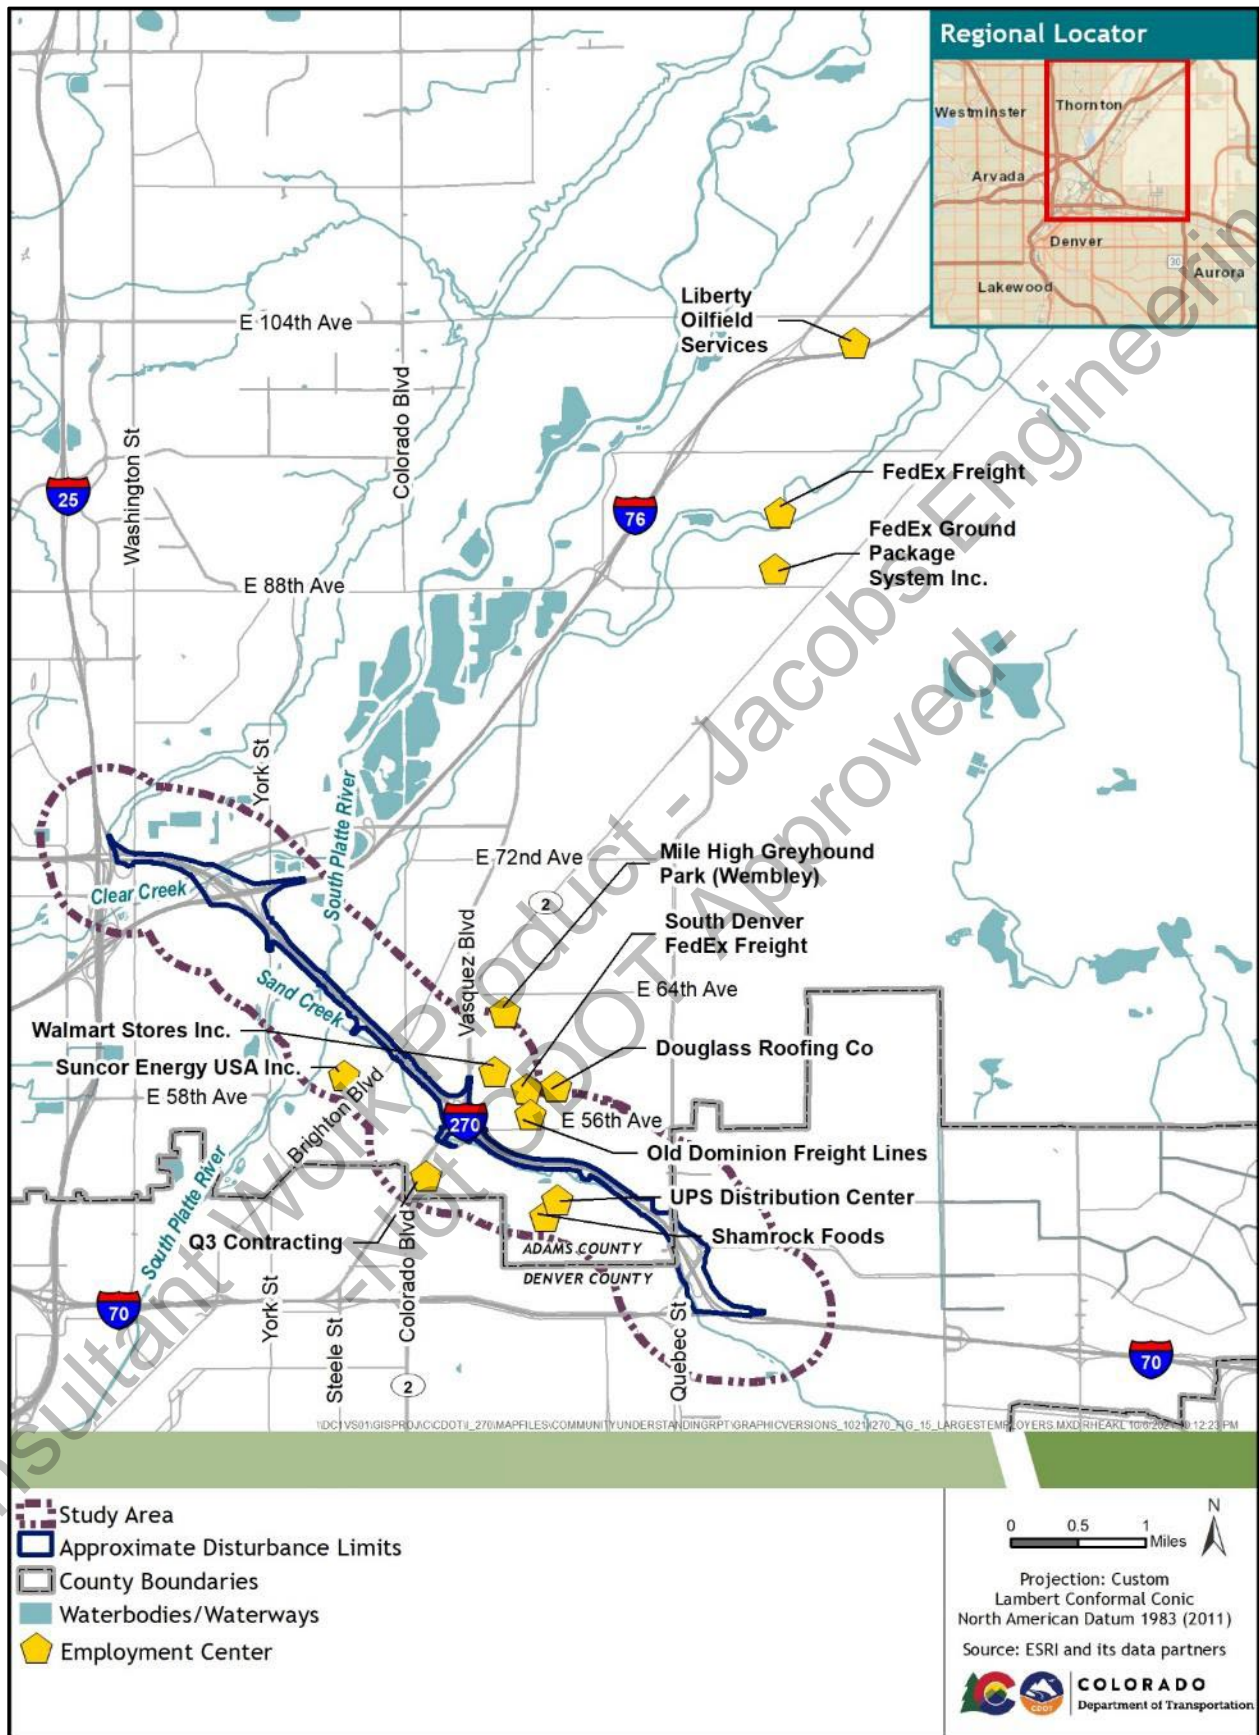 Regional Locator
Westminster
Thornton
Arvada
Denver
Lakewood
Aurora
30
Liberty
Oilfield
Services
E 104th Ave
Colorado Blvd
Washington St
25
76
FedEx Freight
FedEx Ground
Package
System Inc.
E 88th Ave
York St
South Platte River
Clear Creek
E 72nd Ave
Mile High Greyhound
Park (Wembley)
2
South Denver
FedEx Freight
Vasquez Blvd
Sand Creek
E 64th Ave
Walmart Stores Inc.
Douglass Roofing Co
Suncor Energy USA Inc.
E 58th Ave
Brighton Blvd
270
E 56th Ave
Old Dominion Freight Lines
South Platte River
UPS Distribution Center
Q3 Contracting
Shamrock Foods
ADAMS COUNTY
DENVER COUNTY
70
York St
Steele St
Colorado Blvd
2
Quebec St
70
Work Product - Jacobs Engineerin
-Not CDOT Approved-
Study Area
Approximate Disturbance Limits
County Boundaries
Waterbodies/Waterways
Employment Center
N
0 0.5 1
Miles
Projection: Custom
Lambert Conformal Conic
North American Datum 1983 (2011)
Source: ESRI and its data partners
CDOT
COLORADO
Department of Transportation